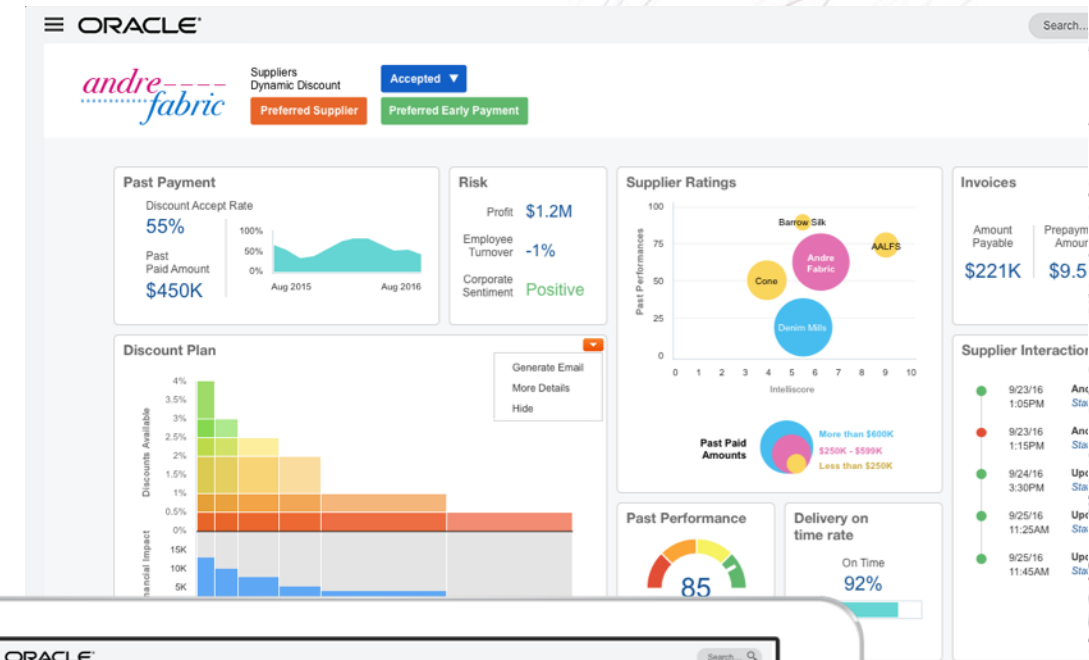 ORACLE
Search...
andre
fabric
Suppliers
Dynamic Discount
Accepted
Preferred Supplier
Preferred Early Payment
Past Payment
Discount Accept Rate
55%
Past
Paid Amount
$450K
100%
50%
0%
Aug 2015
Aug 2016
Risk
Profit $1.2M
Employee
Turnover -1%
Corporate
Sentiment Positive
Supplier Ratings
Past Performances
100
75
50
25
0
Barrow Silk
AALFS
Andre
Fabric
Cone
Denim Mills
0 1 2 3 4 5 6 7 8 9 10
Intelliscore
Past Paid
Amounts
More than $600K
$250K - $599K
Less than $250K
Invoices
Amount
Payable
$221K
$9.5
Discount Plan
Generate Email
More Details
Hide
Discounts Available
4%
3.5%
3%
2.5%
2%
1.5%
1%
0.5%
0%
15K
10K
5K
Past Performance
85
Delivery on
time rate
On Time
92%
Supplier
9/23/16
1:05PM
9/23/16
1:15PM
9/24/16
3:30PM
9/25/16
11:25AM
9/25/16
11:45AM
ORACLE
Search...